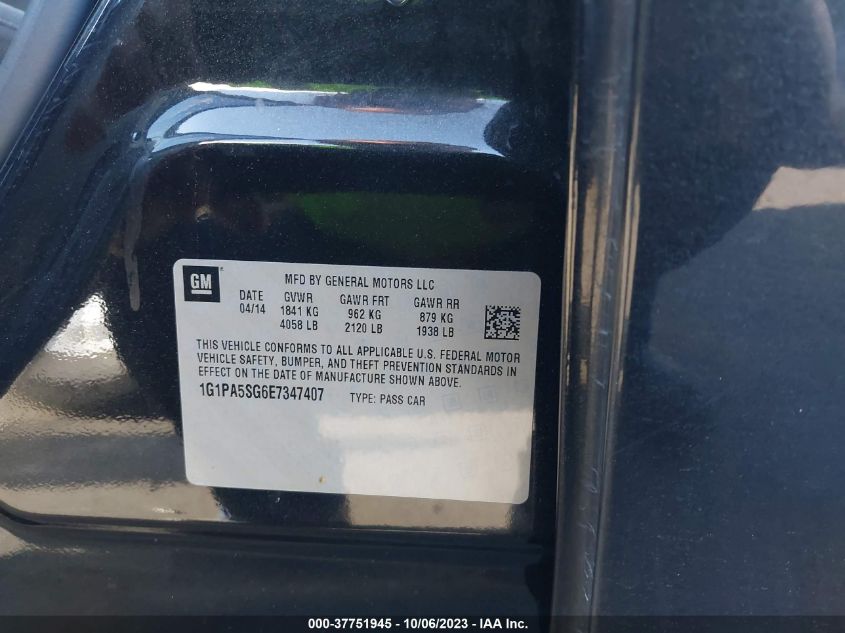 GM
MFD BY GENERAL MOTORS LLC
DATE GVWR GAWR FRT GAWR RR
04/14 1841 KG 962 KG 879 KG
4058 LB 2120 LB 1938 LB
THIS VEHICLE CONFORMS TO ALL APPLICABLE U.S. FEDERAL MOTOR
VEHICLE SAFETY, BUMPER, AND THEFT PREVENTION STANDARDS IN
EFFECT ON THE DATE OF MANUFACTURE SHOWN ABOVE.
1G1PA5SG6E7347407 TYPE: PASS CAR
000-37751945 - 10/06/2023 - IAA Inc.